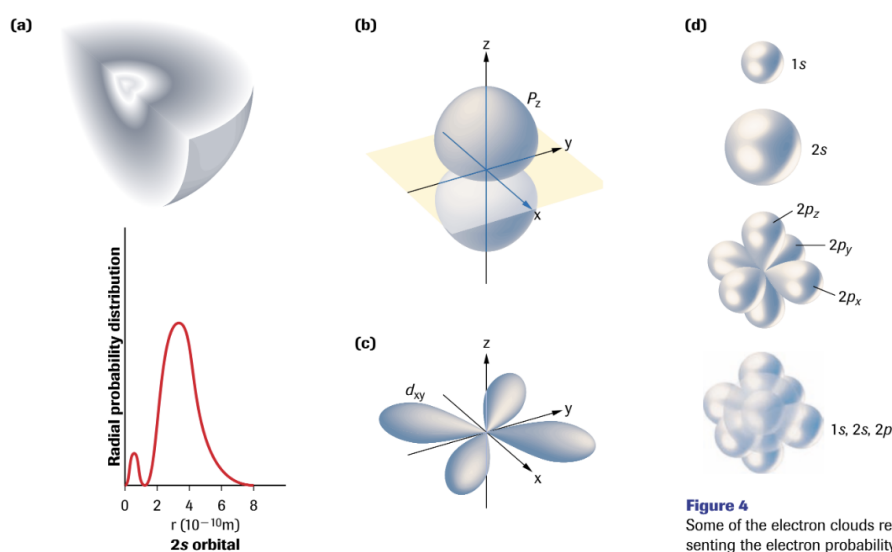 (a)
Radial probability distribution
0 2 4 6 8
r (10⁻¹⁰m)
2s orbital
(b)
z
P_z
y
x
(c)
z
d_xy
y
x
(d)
1s
2s
2p_z
2p_y
2p_x
1s, 2s, 2p
Figure 4
Some of the electron clouds re
senting the electron probability